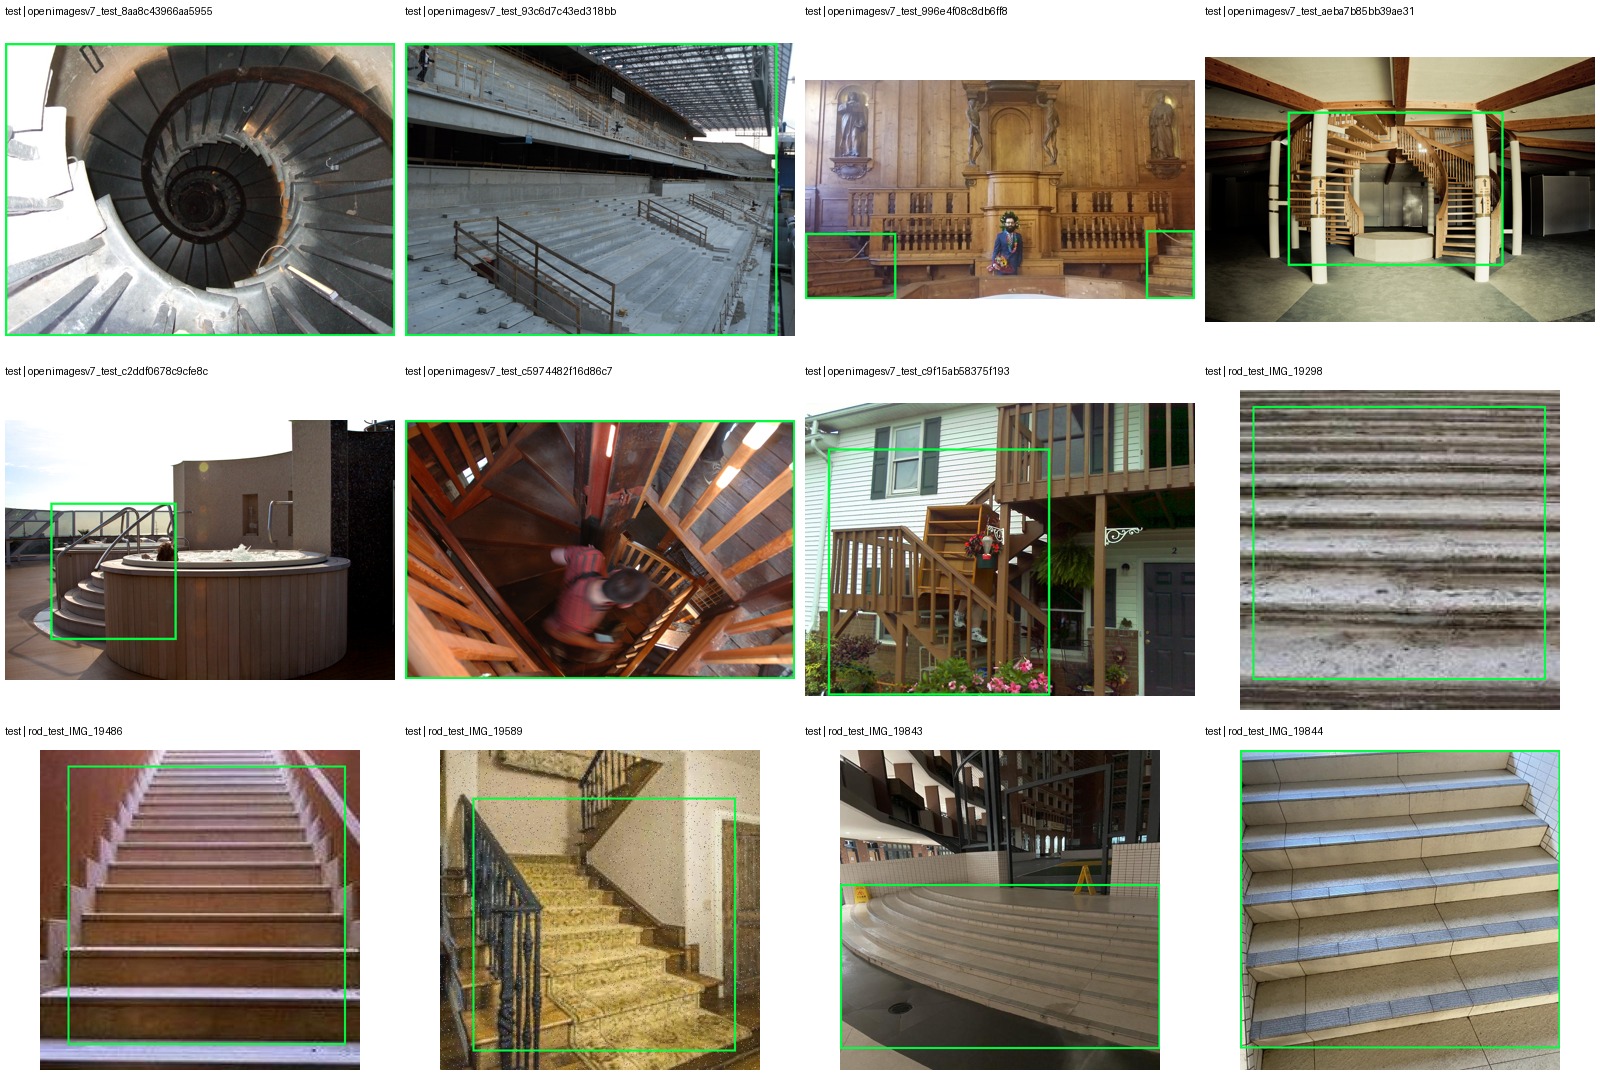 test | openimagesv7_test_8aa8c43966aa5955
test | openimagesv7_test_93c6d7c43ed318bb
test | openimagesv7_test_996e4f08c8db6ff8
test | openimagesv7_test_aeba7b85bb39ae31
test | openimagesv7_test_c2ddf0678c9cfe8c
test | openimagesv7_test_c5974482f16d86c7
test | openimagesv7_test_c9f15ab58375f193
test | rod_test_IMG_19298
test | rod_test_IMG_19486
test | rod_test_IMG_19589
test | rod_test_IMG_19843
test | rod_test_IMG_19844